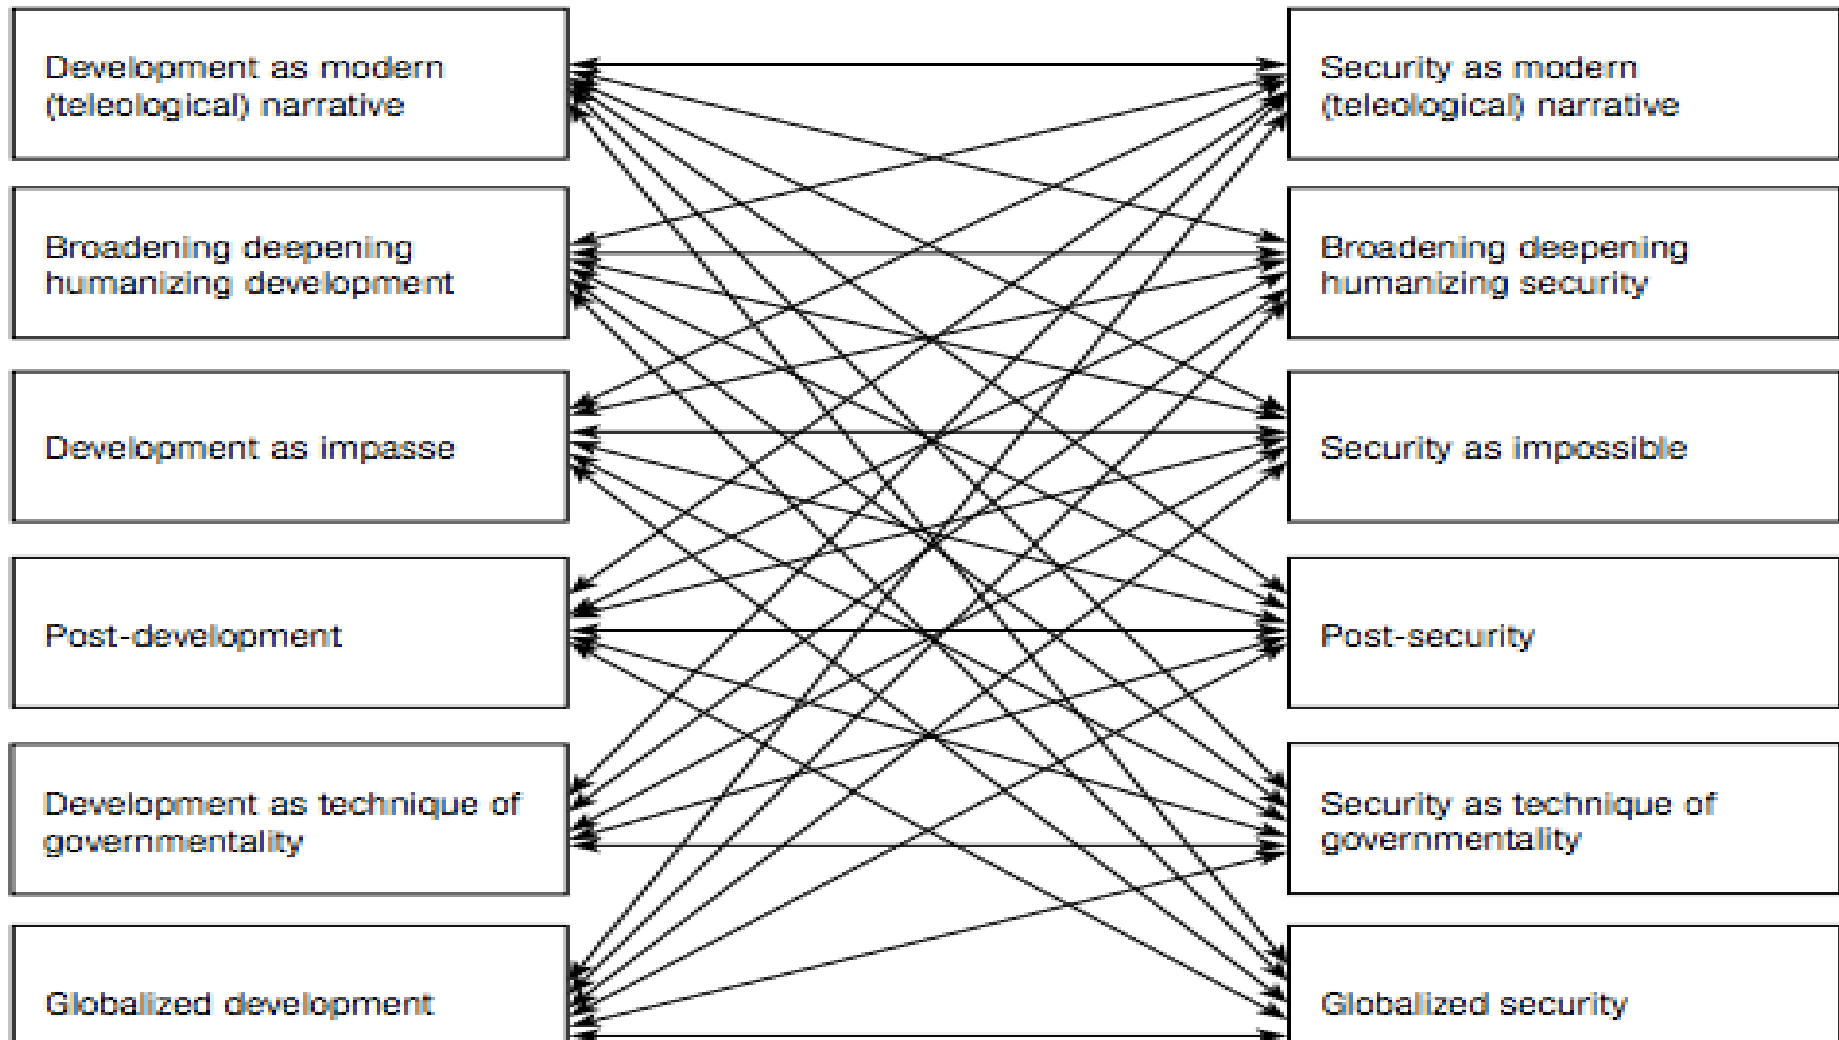 Development as modern
(teleological) narrative
Security as modern
(teleological) narrative
Broadening deepening
humanizing development
Broadening deepening
humanizing security
Development as impasse
Security as impossible
Post-development
Post-security
Development as technique of
governmentality
Security as technique of
governmentality
Globalized development
Globalized security